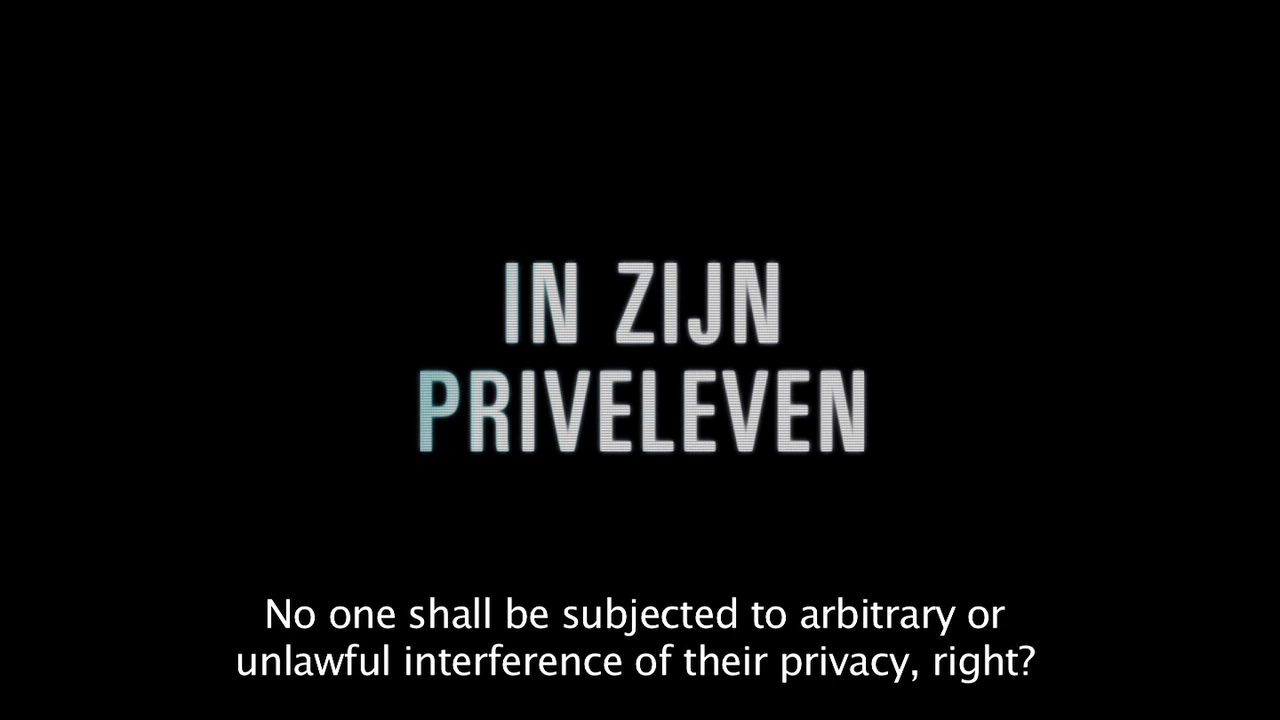 IN ZIJN
PRIVELEVEN
No one shall be subjected to arbitrary or
unlawful interference of their privacy, right?